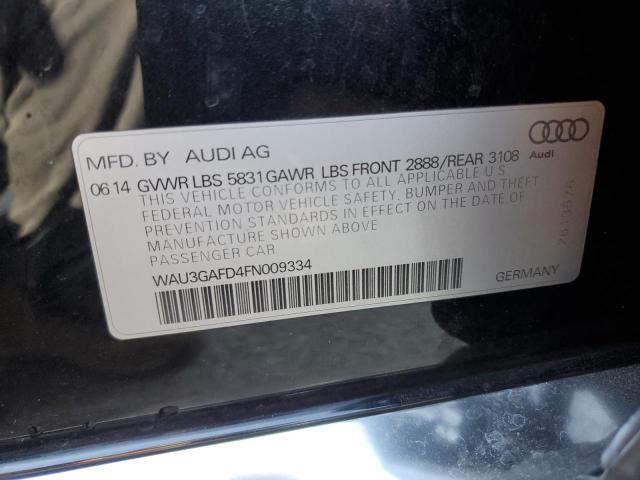 MFD. BY AUDI AG
Audi
0614 GVWR LBS 5831 GAWR LBS FRONT 2888/REAR 3108
THIS VEHICLE CONFORMS TO ALL APPLICABLE U S
FEDERAL MOTOR VEHICLE SAFETY, BUMPER AND THEFT
PREVENTION STANDARDS IN EFFECT ON THE DATE OF
MANUFACTURE SHOWN ABOVE
PASSENGER CAR
2613576
WAU3GAFD4FN009334
GERMANY